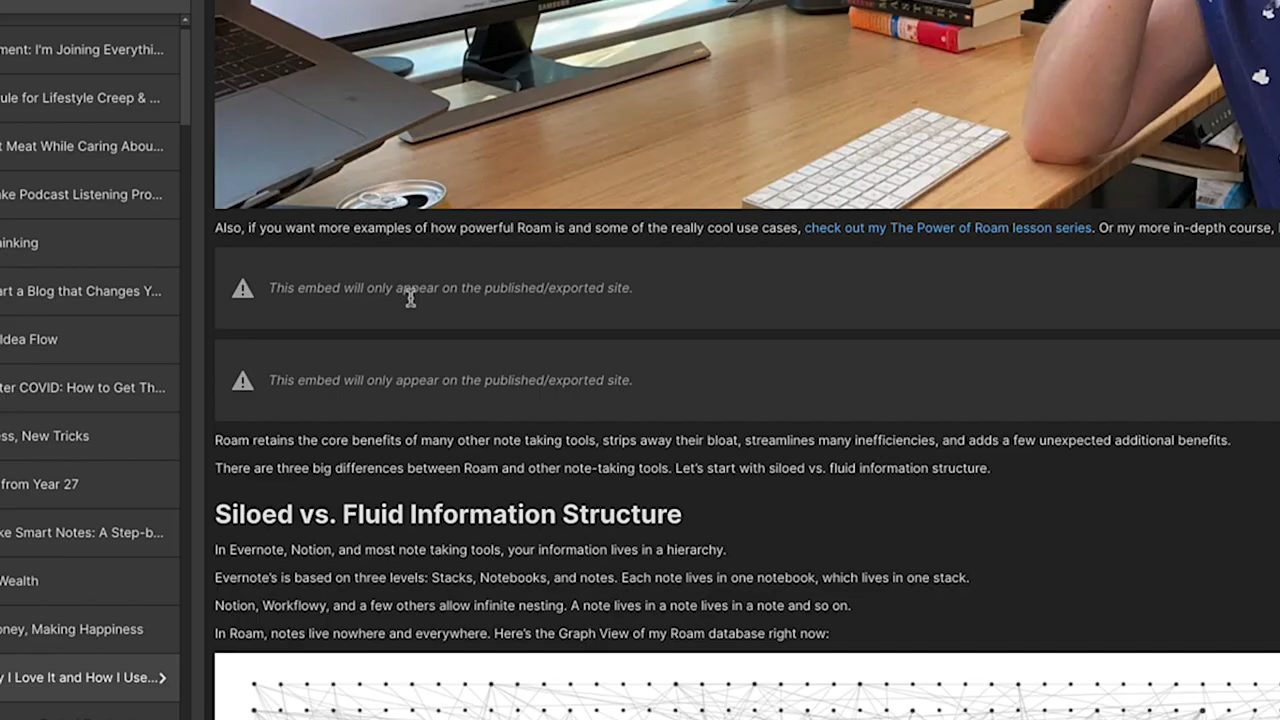 SAMSUNG
MASTERY
ment: I'm Joining Everythi...
ule for Lifestyle Creep & ...
t Meat While Caring Abou...
ake Podcast Listening Pro...
inking
art a Blog that Changes Y...
Idea Flow
ter COVID: How to Get Th...
ss, New Tricks
from Year 27
ke Smart Notes: A Step-b...
Wealth
oney, Making Happiness
y I Love It and How I Use...
Also, if you want more examples of how powerful Roam is and some of the really cool use cases, check out my The Power of Roam lesson series. Or my more in-depth course,
This embed will only appear on the published/exported site.
This embed will only appear on the published/exported site.
Roam retains the core benefits of many other note taking tools, strips away their bloat, streamlines many inefficiencies, and adds a few unexpected additional benefits.
There are three big differences between Roam and other note-taking tools. Let's start with siloed vs. fluid information structure.
Siloed vs. Fluid Information Structure
In Evernote, Notion, and most note taking tools, your information lives in a hierarchy.
Evernote's is based on three levels: Stacks, Notebooks, and notes. Each note lives in one notebook, which lives in one stack.
Notion, Workflowy, and a few others allow infinite nesting. A note lives in a note lives in a note and so on.
In Roam, notes live nowhere and everywhere. Here's the Graph View of my Roam database right now: